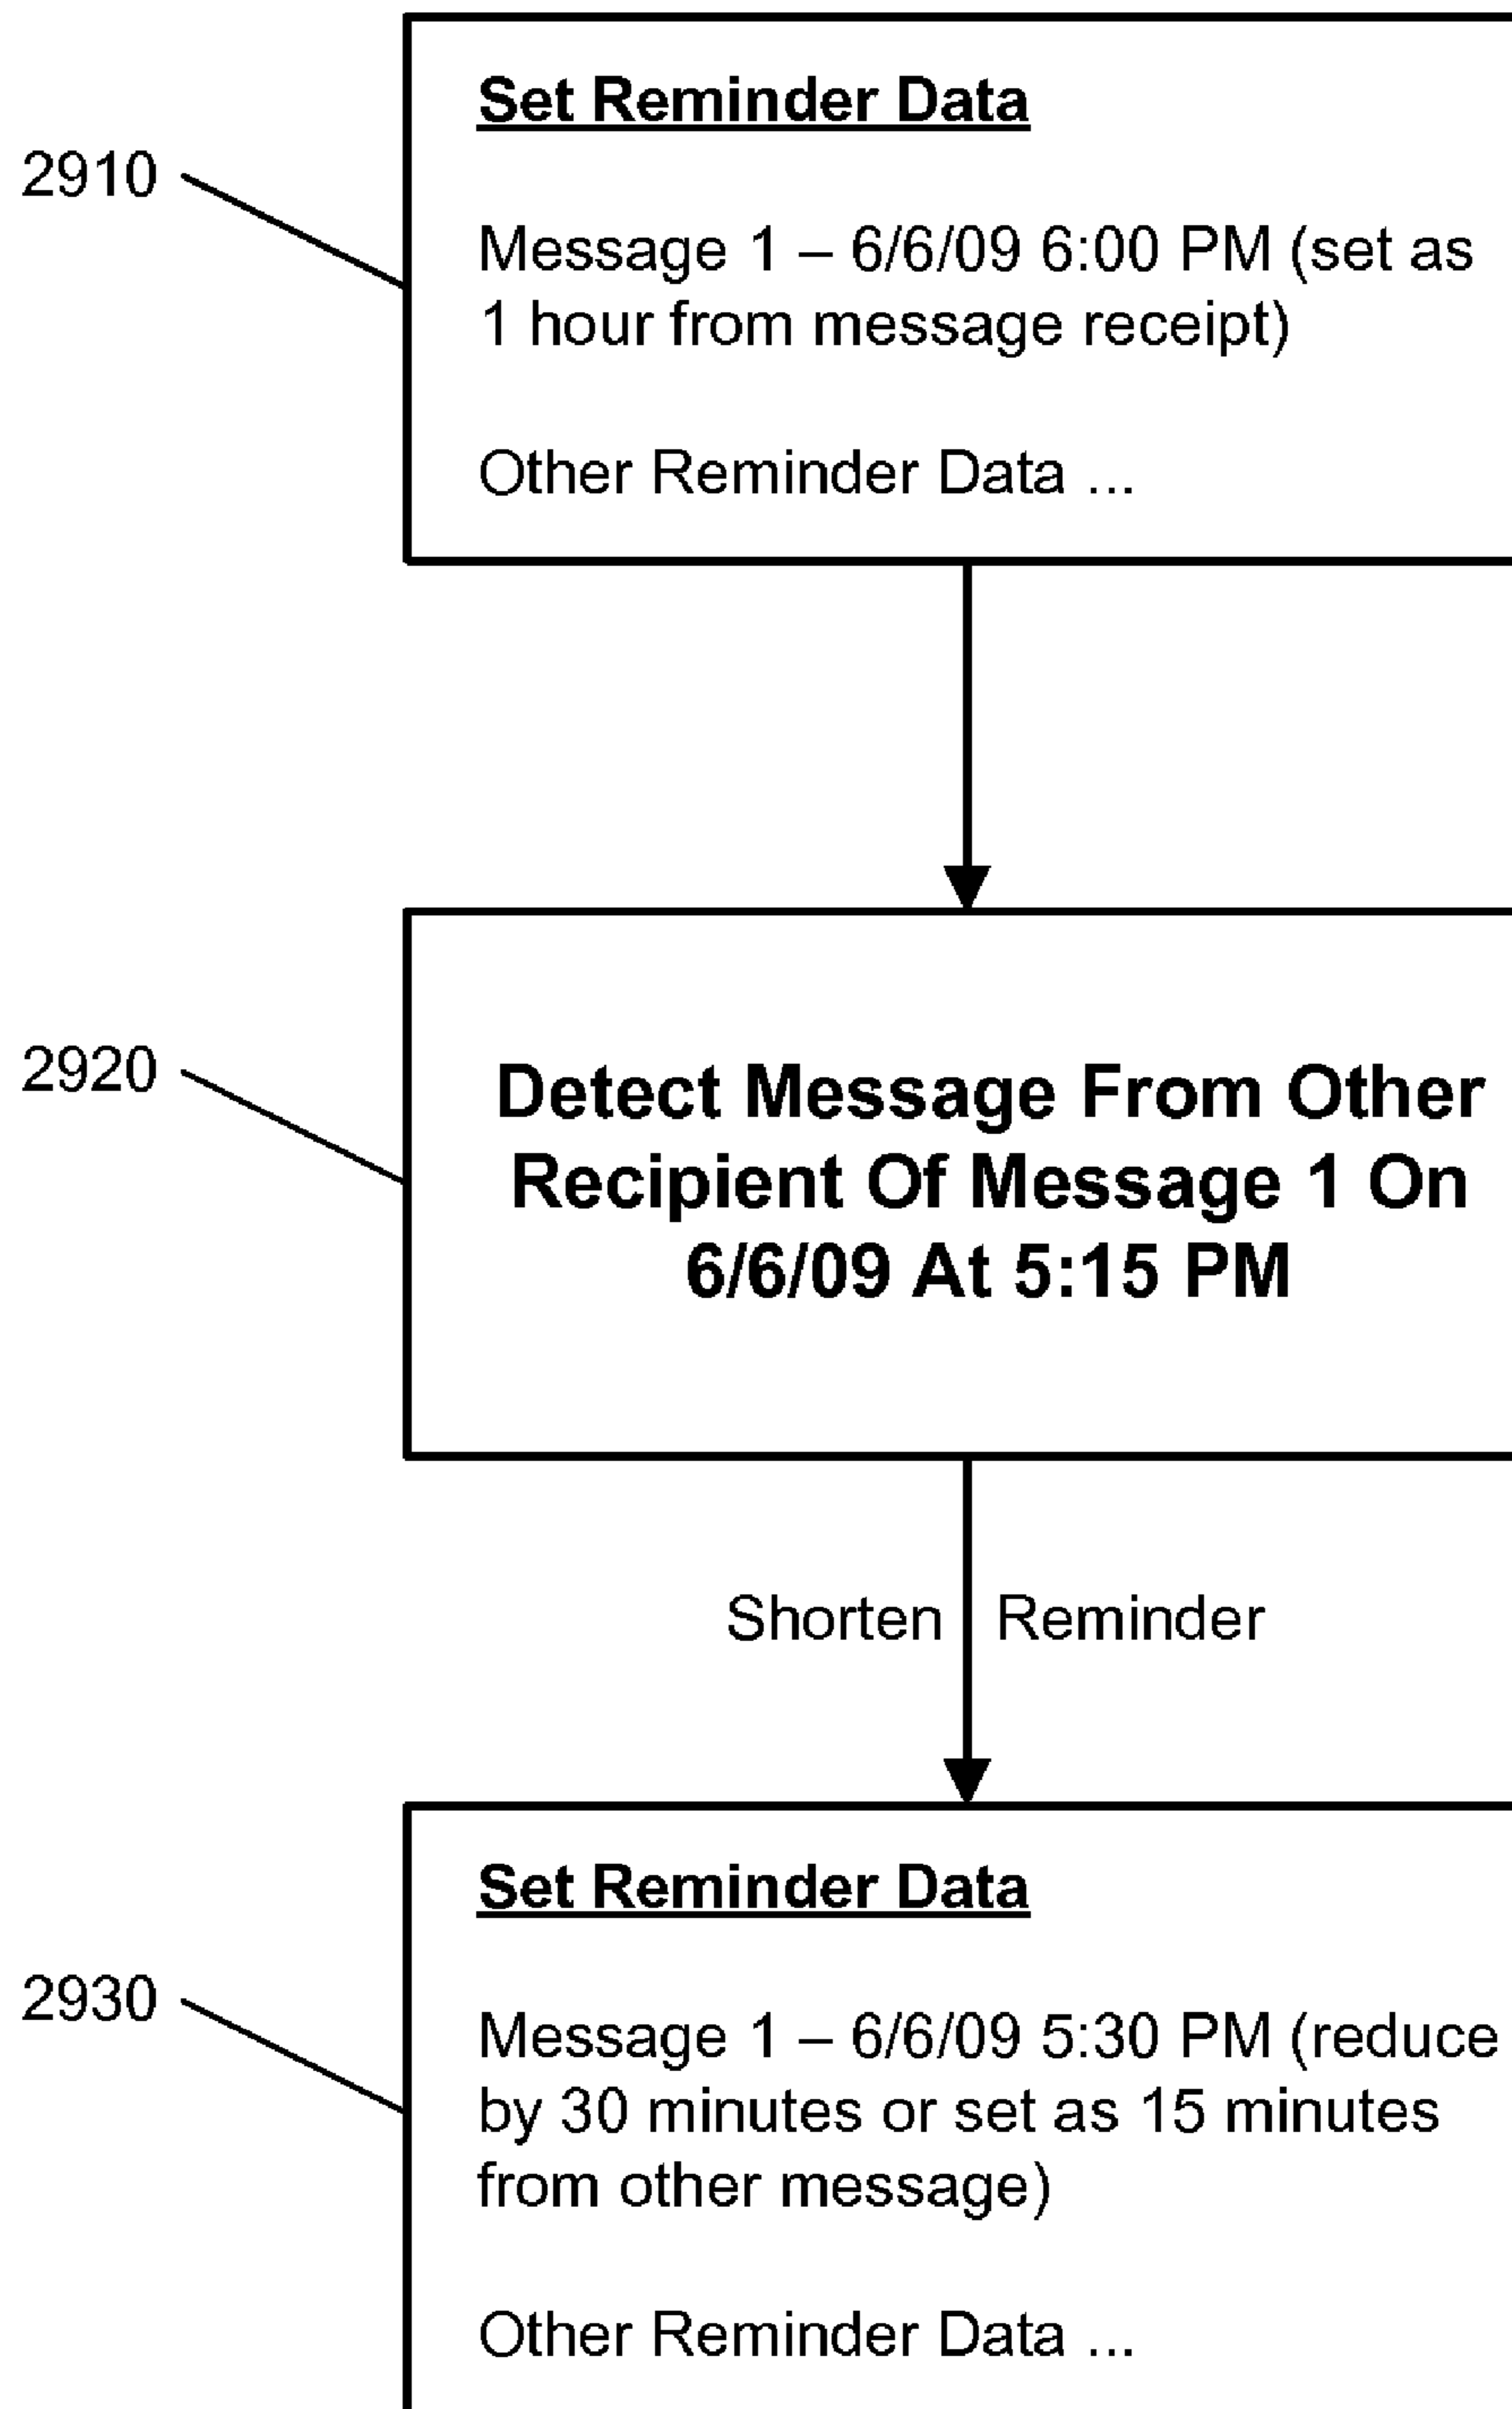 Set Reminder Data
2910
Message 1 – 6/6/09 6:00 PM (set as
1 hour from message receipt)
Other Reminder Data ...
2920
Detect Message From Other
Recipient Of Message 1 On
6/6/09 At 5:15 PM
Shorten Reminder
Set Reminder Data
2930
Message 1 – 6/6/09 5:30 PM (reduce
by 30 minutes or set as 15 minutes
from other message)
Other Reminder Data ...